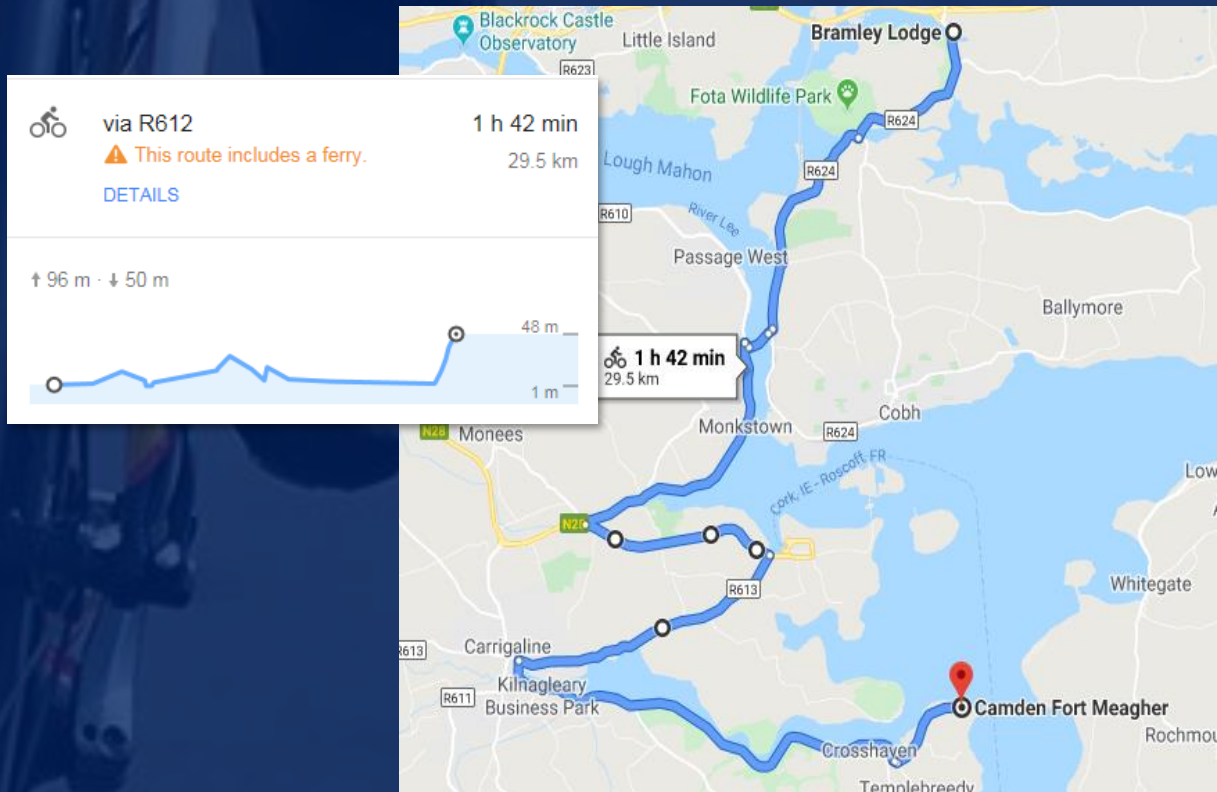 via R612
1 h 42 min
This route includes a ferry.
29.5 km
DETAILS
96 m · 50 m
48 m
1 m
Blackrock Castle
Observatory
Little Island
Bramley Lodge
R623
Fota Wildlife Park
R624
Lough Mahon
R624
R610
River Lee
Passage West
Ballymore
1 h 42 min
29.5 km
Cobh
Monkstown
R624
N28
Monees
Cork, IE - Roscoff, FR
Low
N28
Whitegate
R613
R613
Carrigaline
Kilnagleary
Business Park
R611
Camden Fort Meagher
Rochmou
Crosshaven
Templebreedy